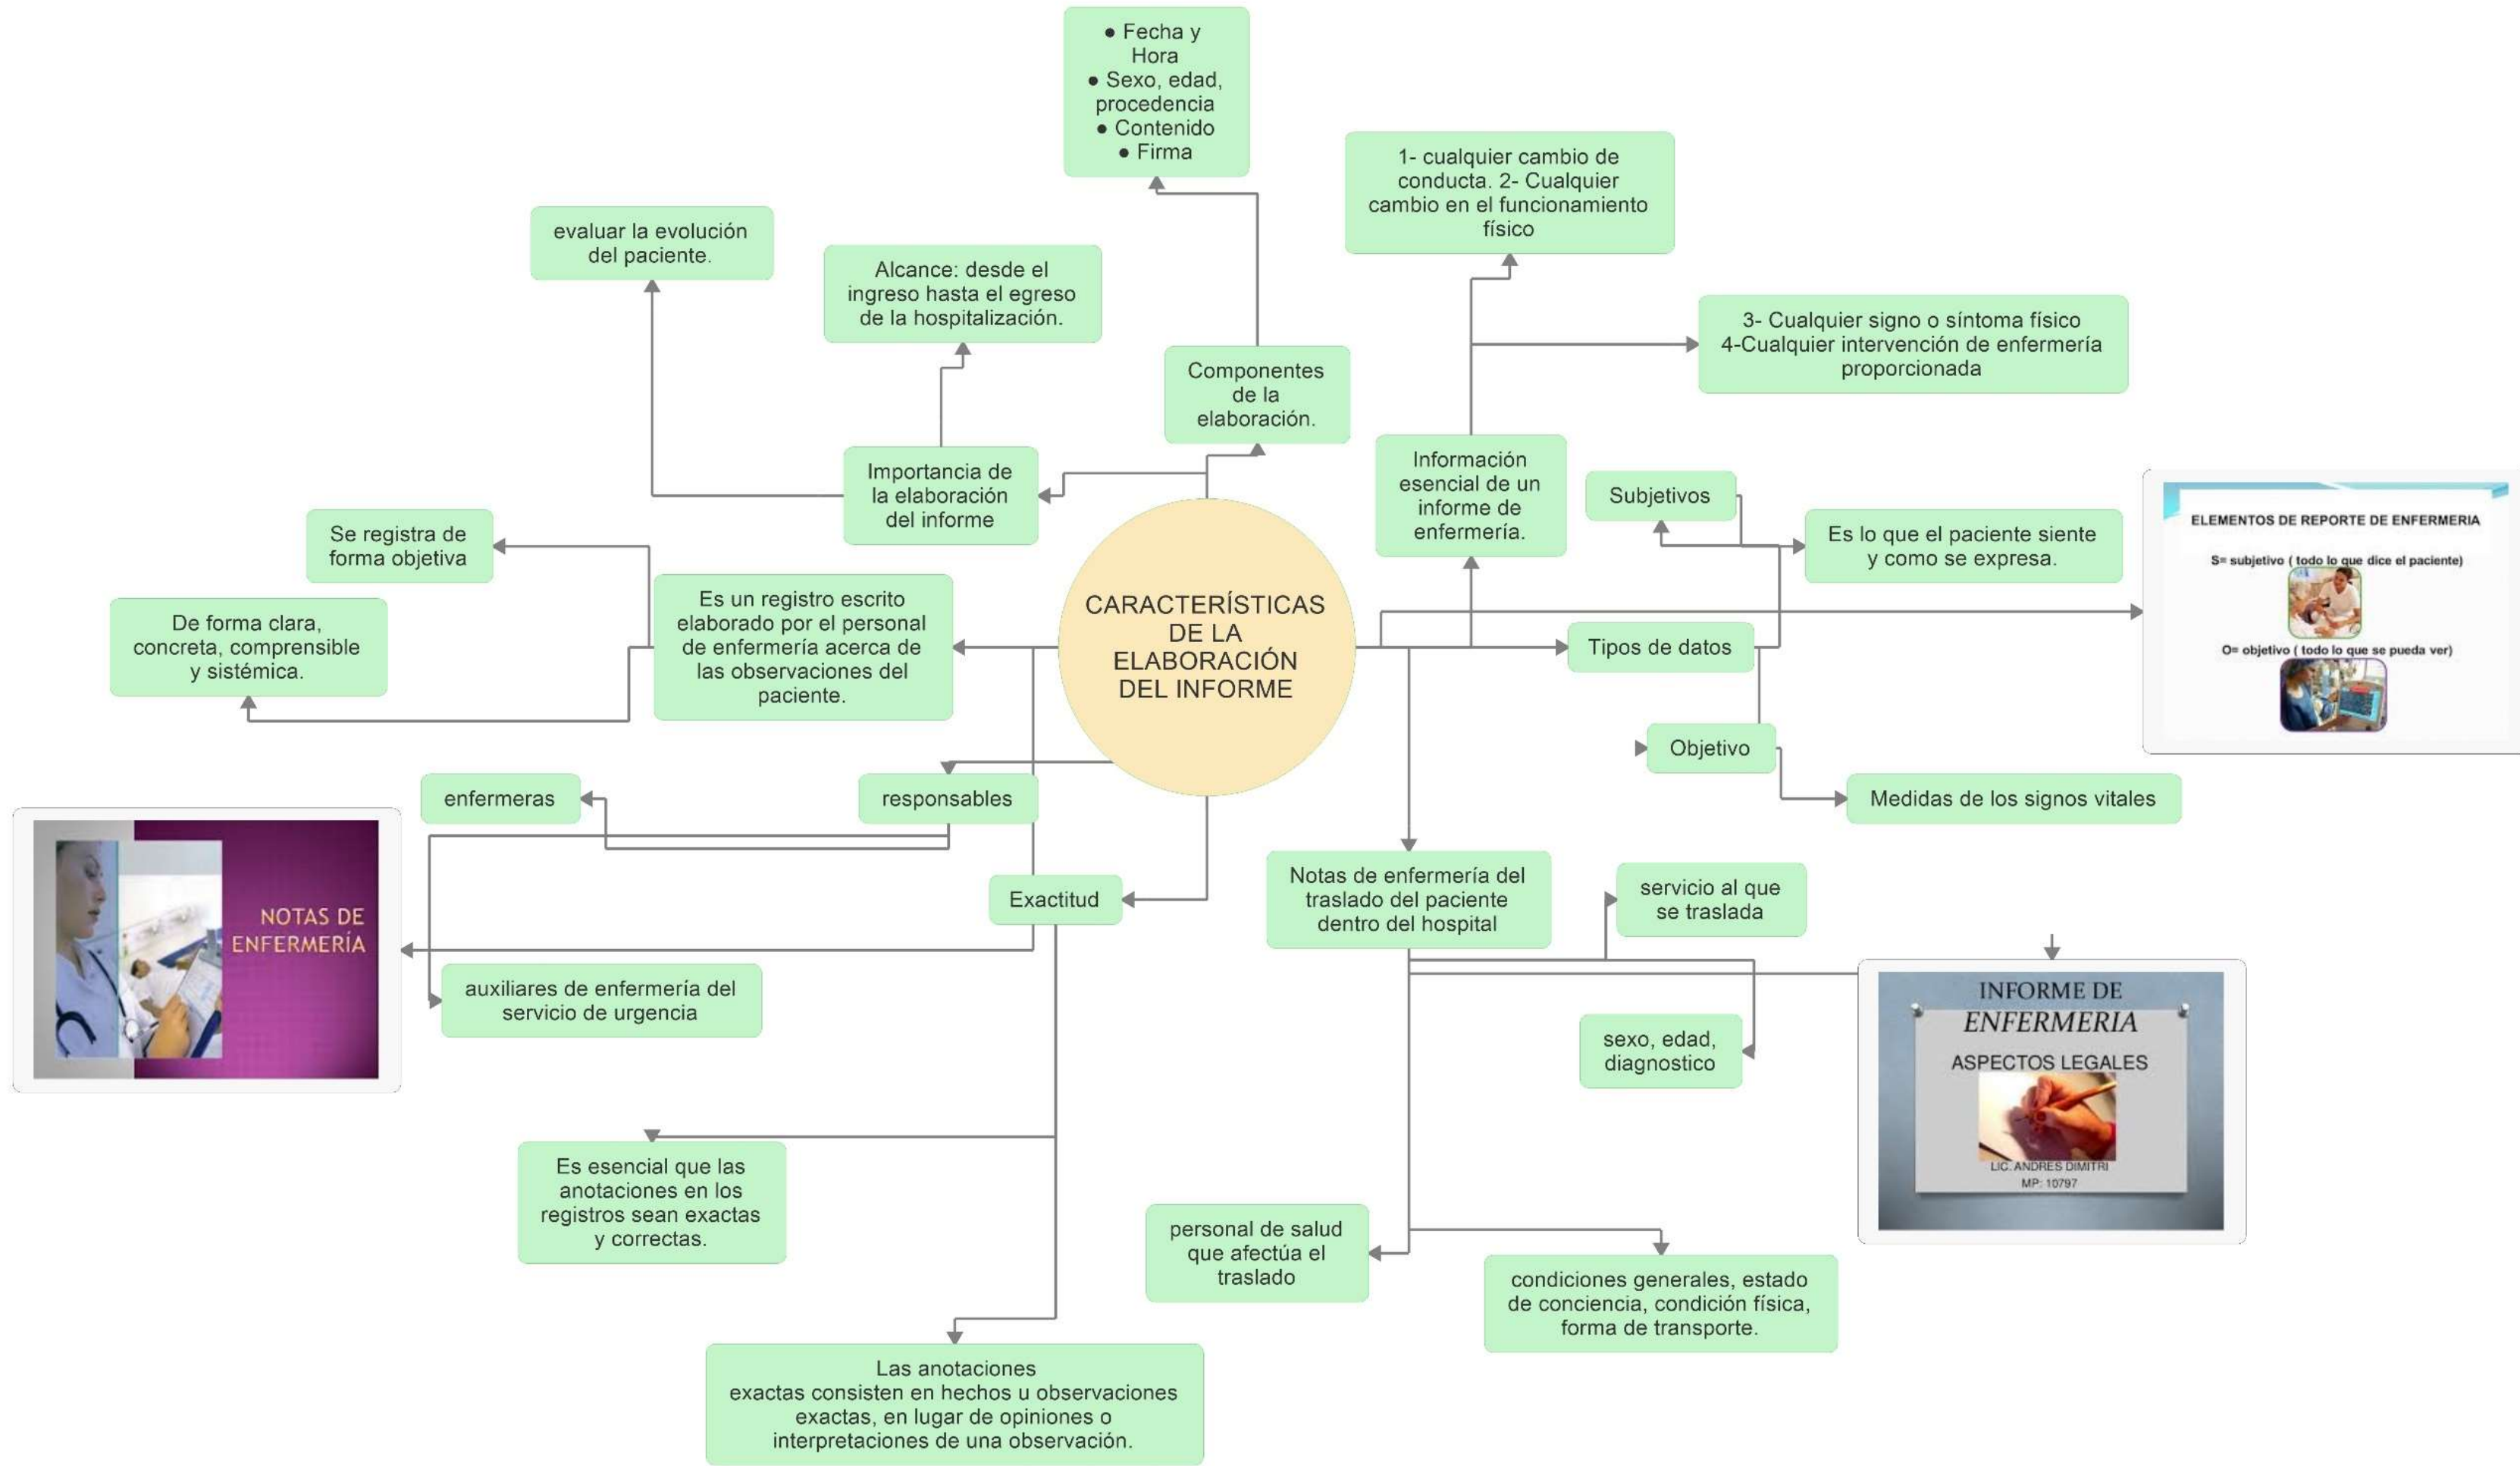 ● Fecha y
Hora
● Sexo, edad,
procedencia
● Contenido
● Firma
1- cualquier cambio de
conducta. 2- Cualquier
cambio en el funcionamiento
físico
evaluar la evolución
del paciente.
Alcance: desde el
ingreso hasta el egreso
de la hospitalización.
3- Cualquier signo o síntoma físico
4-Cualquier intervención de enfermería
proporcionada
Componentes
de la
elaboración.
Importancia de
la elaboración
del informe
Información
esencial de un
informe de
enfermería.
Subjetivos
Es lo que el paciente siente
y como se expresa.
ELEMENTOS DE REPORTE DE ENFERMERIA
S= subjetivo ( todo lo que dice el paciente)
O= objetivo ( todo lo que se pueda ver)
Se registra de
forma objetiva
De forma clara,
concreta, comprensible
y sistémica.
Es un registro escrito
elaborado por el personal
de enfermería acerca de
las observaciones del
paciente.
CARACTERÍSTICAS
DE LA
ELABORACIÓN
DEL INFORME
Tipos de datos
Objetivo
Medidas de los signos vitales
enfermeras
responsables
NOTAS DE
ENFERMERÍA
Exactitud
Notas de enfermería del
traslado del paciente
dentro del hospital
servicio al que
se traslada
auxiliares de enfermería del
servicio de urgencia
sexo, edad,
diagnostico
INFORME DE
ENFERMERIA
ASPECTOS LEGALES
LIC. ANDRES DIMITRI
MP: 10797
Es esencial que las
anotaciones en los
registros sean exactas
y correctas.
personal de salud
que afectúa el
traslado
condiciones generales, estado
de conciencia, condición física,
forma de transporte.
Las anotaciones
exactas consisten en hechos u observaciones
exactas, en lugar de opiniones o
interpretaciones de una observación.